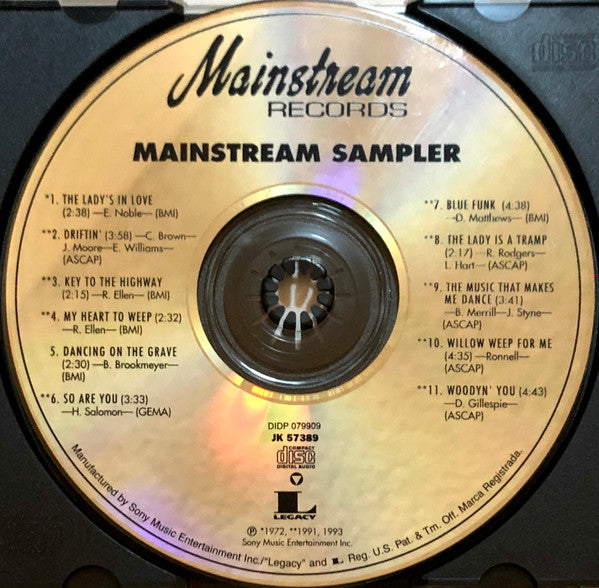 Mainstream
RECORDS
MAINSTREAM SAMPLER
*1. THE LADY'S IN LOVE
(2:38) —E. Noble— (BMI)
**2. DRIFTIN' (3:58) —C. Brown—
J. Moore—E. Williams—
(ASCAP)
**3. KEY TO THE HIGHWAY
(2:15) —R. Ellen— (BMI)
**4. MY HEART TO WEEP (2:32)
—R. Ellen— (BMI)
5. DANCING ON THE GRAVE
(2:30) —B. Brookmeyer—
(BMI)
**6. SO ARE YOU (3:33)
—H. Salomon— (GEMA)
**7. BLUE FUNK (4:38)
—D. Matthews— (BMI)
**8. THE LADY IS A TRAMP
(2:17) —R. Rodgers—
L. Hart— (ASCAP)
**9. THE MUSIC THAT MAKES
ME DANCE (3:41)
—B. Merrill—J. Styne—
(ASCAP)
**10. WILLOW WEEP FOR ME
(4:35) —Ronnell—
(ASCAP)
**11. WOODYN' YOU (4:43)
—D. Gillespie—
(ASCAP)
DIDP 079909
JK 57389
COMPACT
disc
DIGITAL AUDIO
L
LEGACY
℗ *1972, **1991, 1993
Sony Music Entertainment Inc.
Manufactured by Sony Music Entertainment Inc./"Legacy" and L Reg. U.S. Pat. & Tm. Off. Marca Registrada.
COMPACT
disc